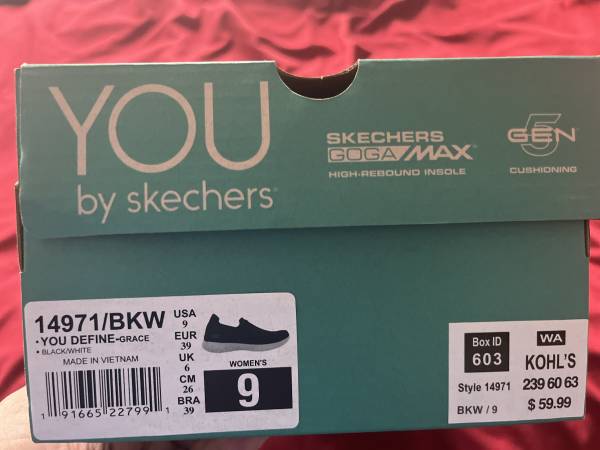 YOU
by skechers
SKECHERS
GOGA MAX
HIGH-REBOUND INSOLE
GEN 5
CUSHIONING
14971/BKW
• YOU DEFINE-GRACE
• BLACK/WHITE
MADE IN VIETNAM
1 91665 22799 1
USA
9
EUR
39
UK
6
CM
26
BRA
39
WOMEN'S
9
Box ID
603
Style 14971
BKW / 9
WA
KOHL'S
239 60 63
$ 59.99